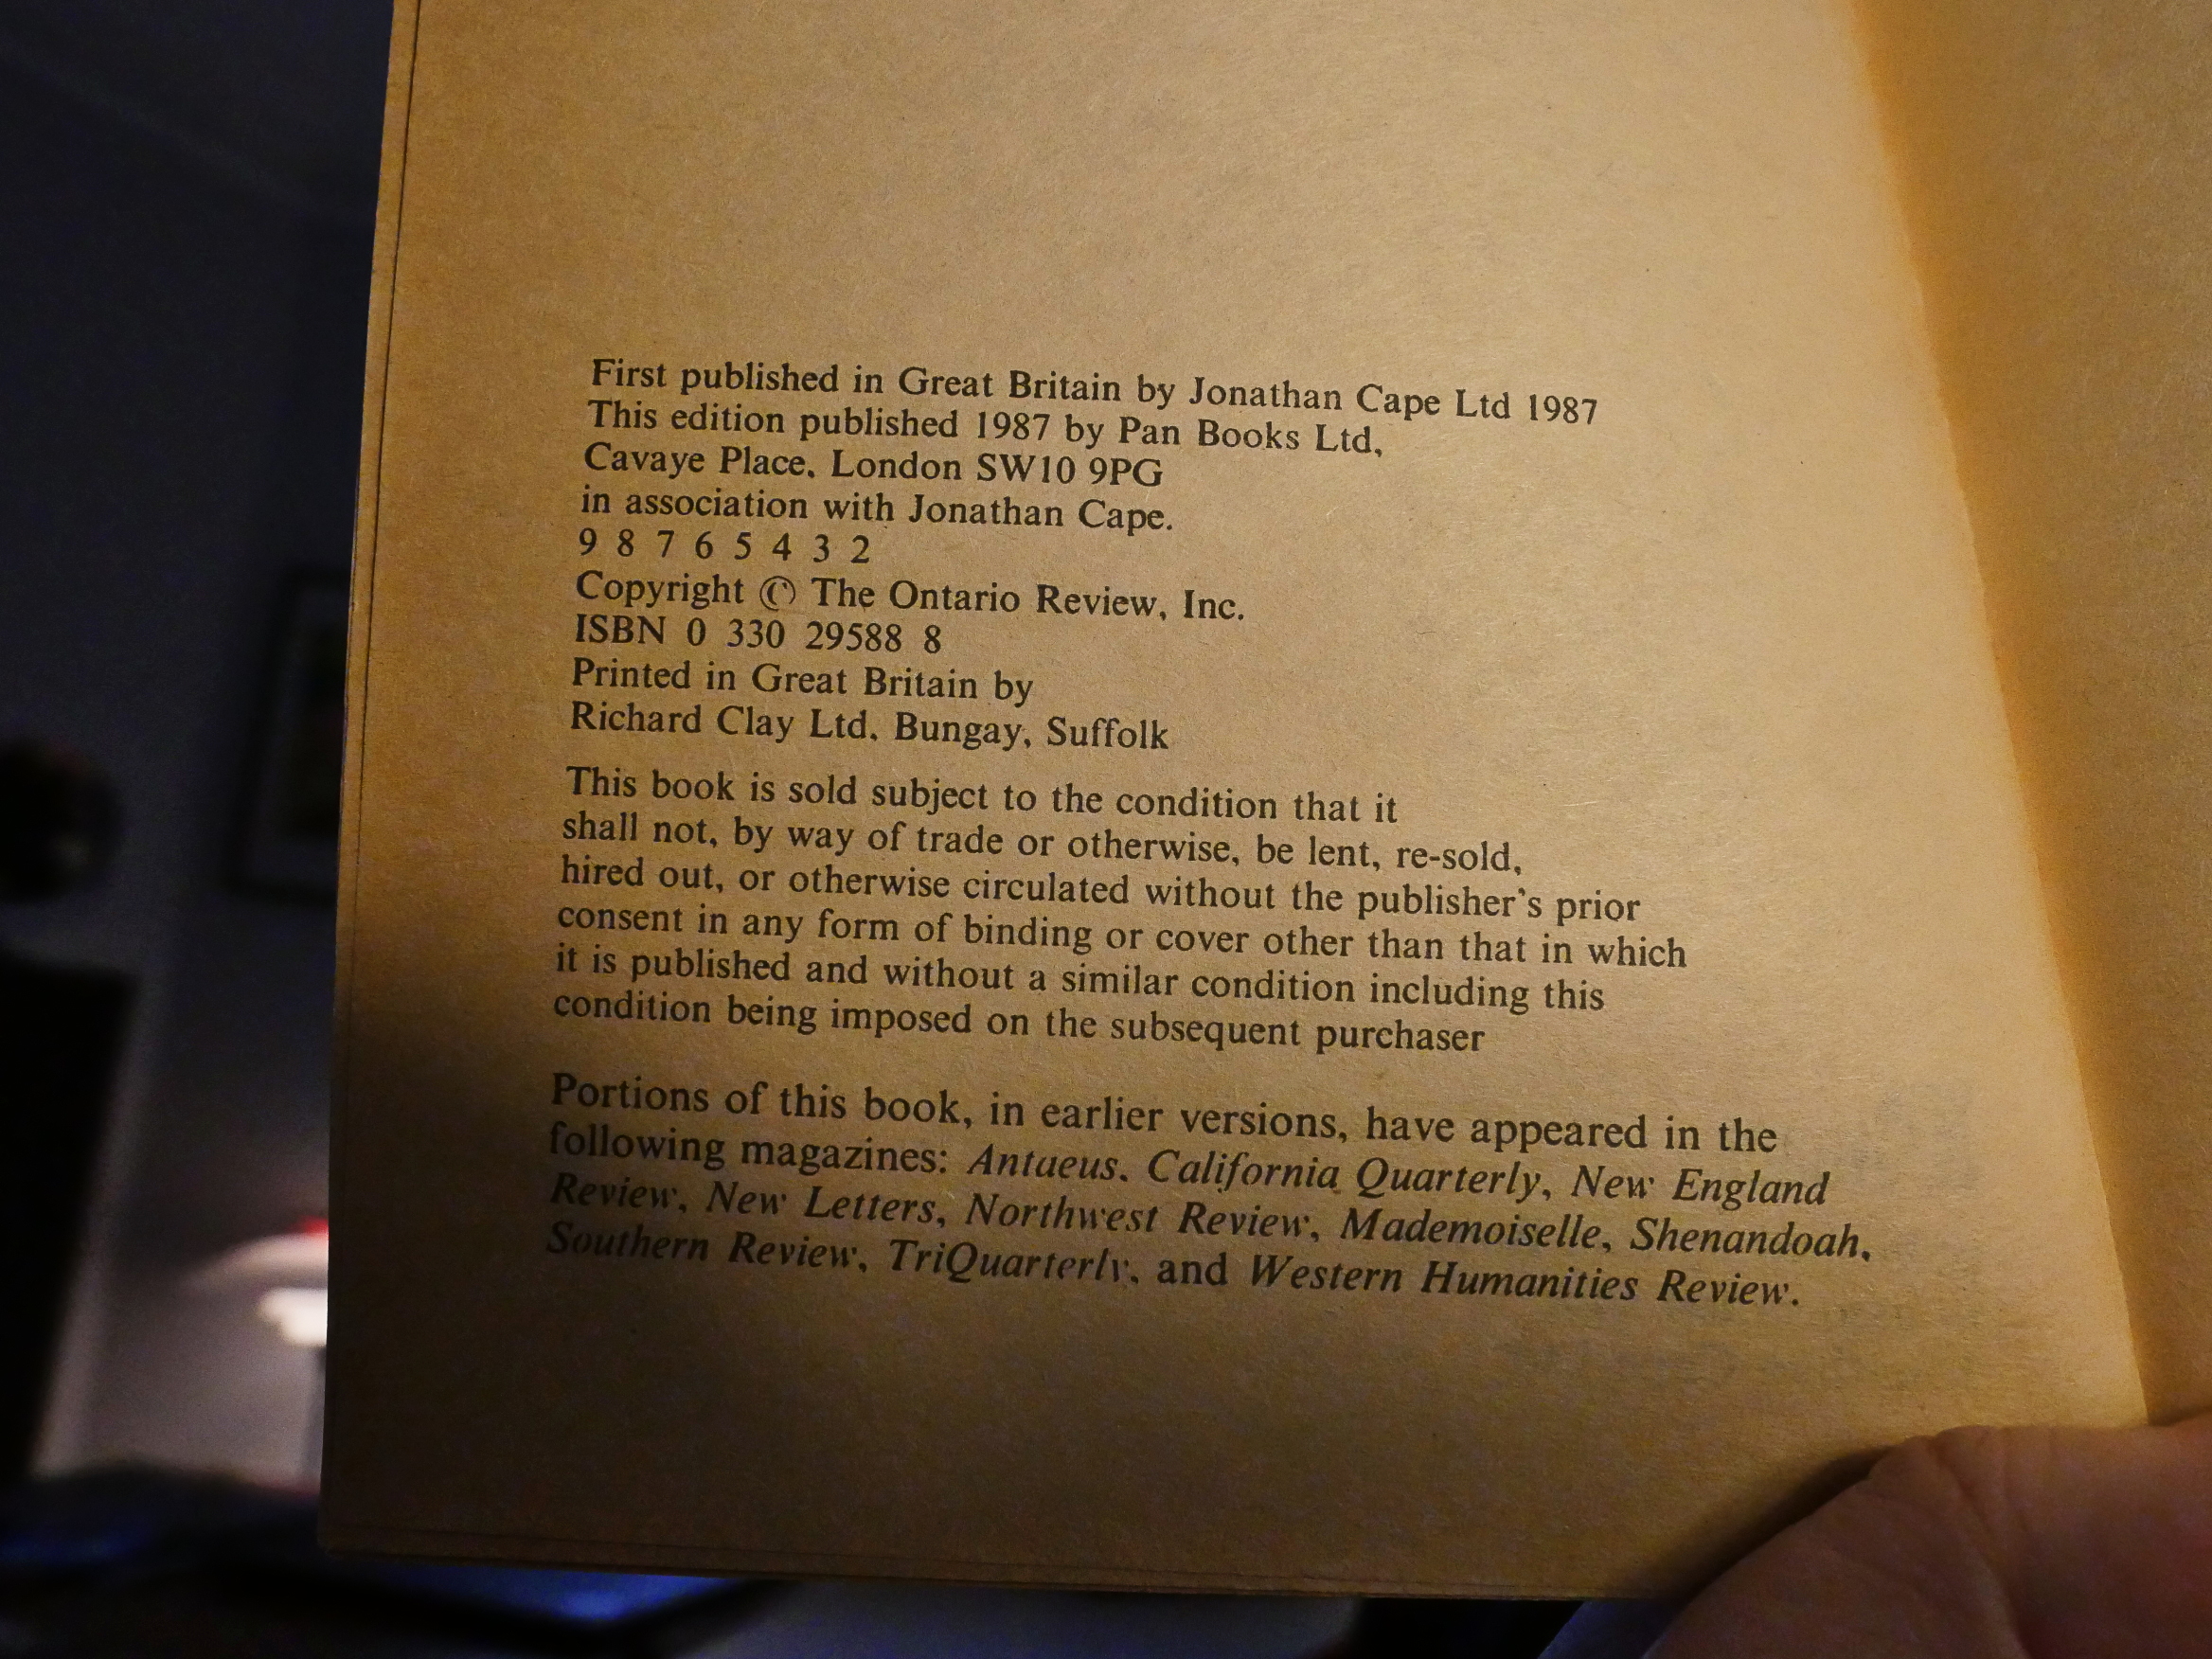 First published in Great Britain by Jonathan Cape Ltd 1987
This edition published 1987 by Pan Books Ltd,
Cavaye Place, London SW10 9PG
in association with Jonathan Cape.
9 8 7 6 5 4 3 2
Copyright © The Ontario Review, Inc.
ISBN 0 330 29588 8
Printed in Great Britain by
Richard Clay Ltd, Bungay, Suffolk
This book is sold subject to the condition that it
shall not, by way of trade or otherwise, be lent, re-sold,
hired out, or otherwise circulated without the publisher's prior
consent in any form of binding or cover other than that in which
it is published and without a similar condition including this
condition being imposed on the subsequent purchaser
Portions of this book, in earlier versions, have appeared in the
following magazines: Antaeus, California Quarterly, New England
Review, New Letters, Northwest Review, Mademoiselle, Shenandoah,
Southern Review, TriQuarterly, and Western Humanities Review.